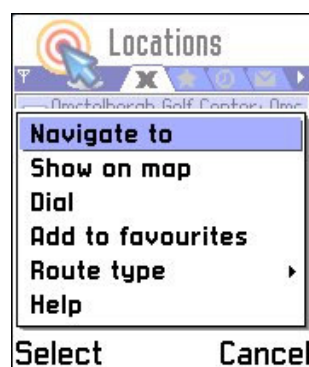 Locations
Navigate to
Show on map
Dial
Add to favourites
Route type
Help
Select
Cancel